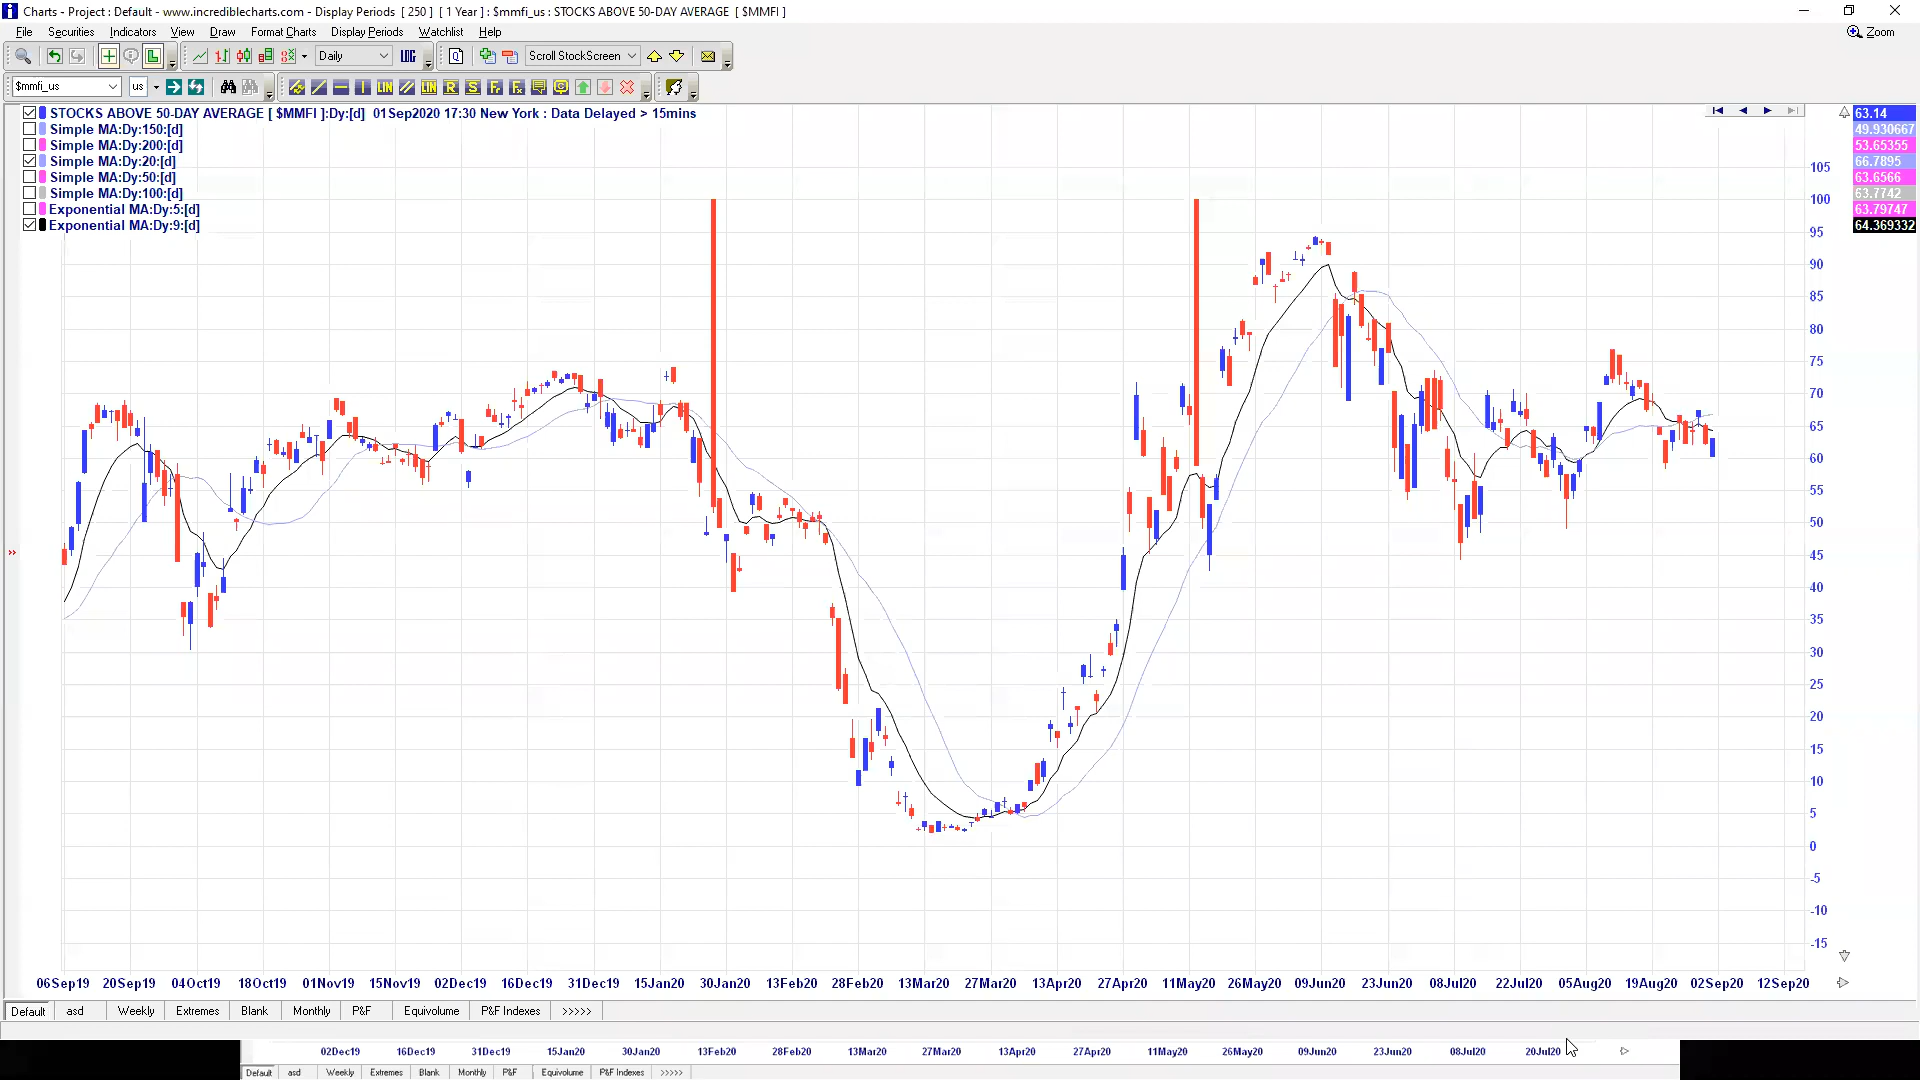 Charts - Project : Default - www.incrediblecharts.com - Display Periods [ 250 ] [ 1 Year ] : $mmfi_us : STOCKS ABOVE 50-DAY AVERAGE [ $MMFI ]
File Securities Indicators View Draw Format Charts Display Periods Watchlist Help
Zoom
Daily Scroll StockScreen
$mmfi_us us LIN LIN R S
STOCKS ABOVE 50-DAY AVERAGE [ $MMFI ]:Dy:[d] 01Sep2020 17:30 New York : Data Delayed > 15mins
Simple MA:Dy:150:[d]
Simple MA:Dy:200:[d]
Simple MA:Dy:20:[d]
Simple MA:Dy:50:[d]
Simple MA:Dy:100:[d]
Exponential MA:Dy:5:[d]
Exponential MA:Dy:9:[d]
63.14
49.930667
53.65355
66.7895
63.6566
63.7742
63.79747
64.369332
105
100
95
90
85
80
75
70
65
60
55
50
45
40
35
30
25
20
15
10
5
0
-5
-10
-15
06Sep19 20Sep19 04Oct19 18Oct19 01Nov19 15Nov19 02Dec19 16Dec19 31Dec19 15Jan20 30Jan20 13Feb20 28Feb20 13Mar20 27Mar20 13Apr20 27Apr20 11May20 26May20 09Jun20 23Jun20 08Jul20 22Jul20 05Aug20 19Aug20 02Sep20 12Sep20
Default asd Weekly Extremes Blank Monthly P&F Equivolume P&F Indexes >>>>>
02Dec19 16Dec19 31Dec19 15Jan20 30Jan20 13Feb20 28Feb20 13Mar20 27Mar20 13Apr20 27Apr20 11May20 26May20 09Jun20 23Jun20 08Jul20 20Jul20
Default asd Weekly Extremes Blank Monthly P&F Equivolume P&F Indexes >>>>>